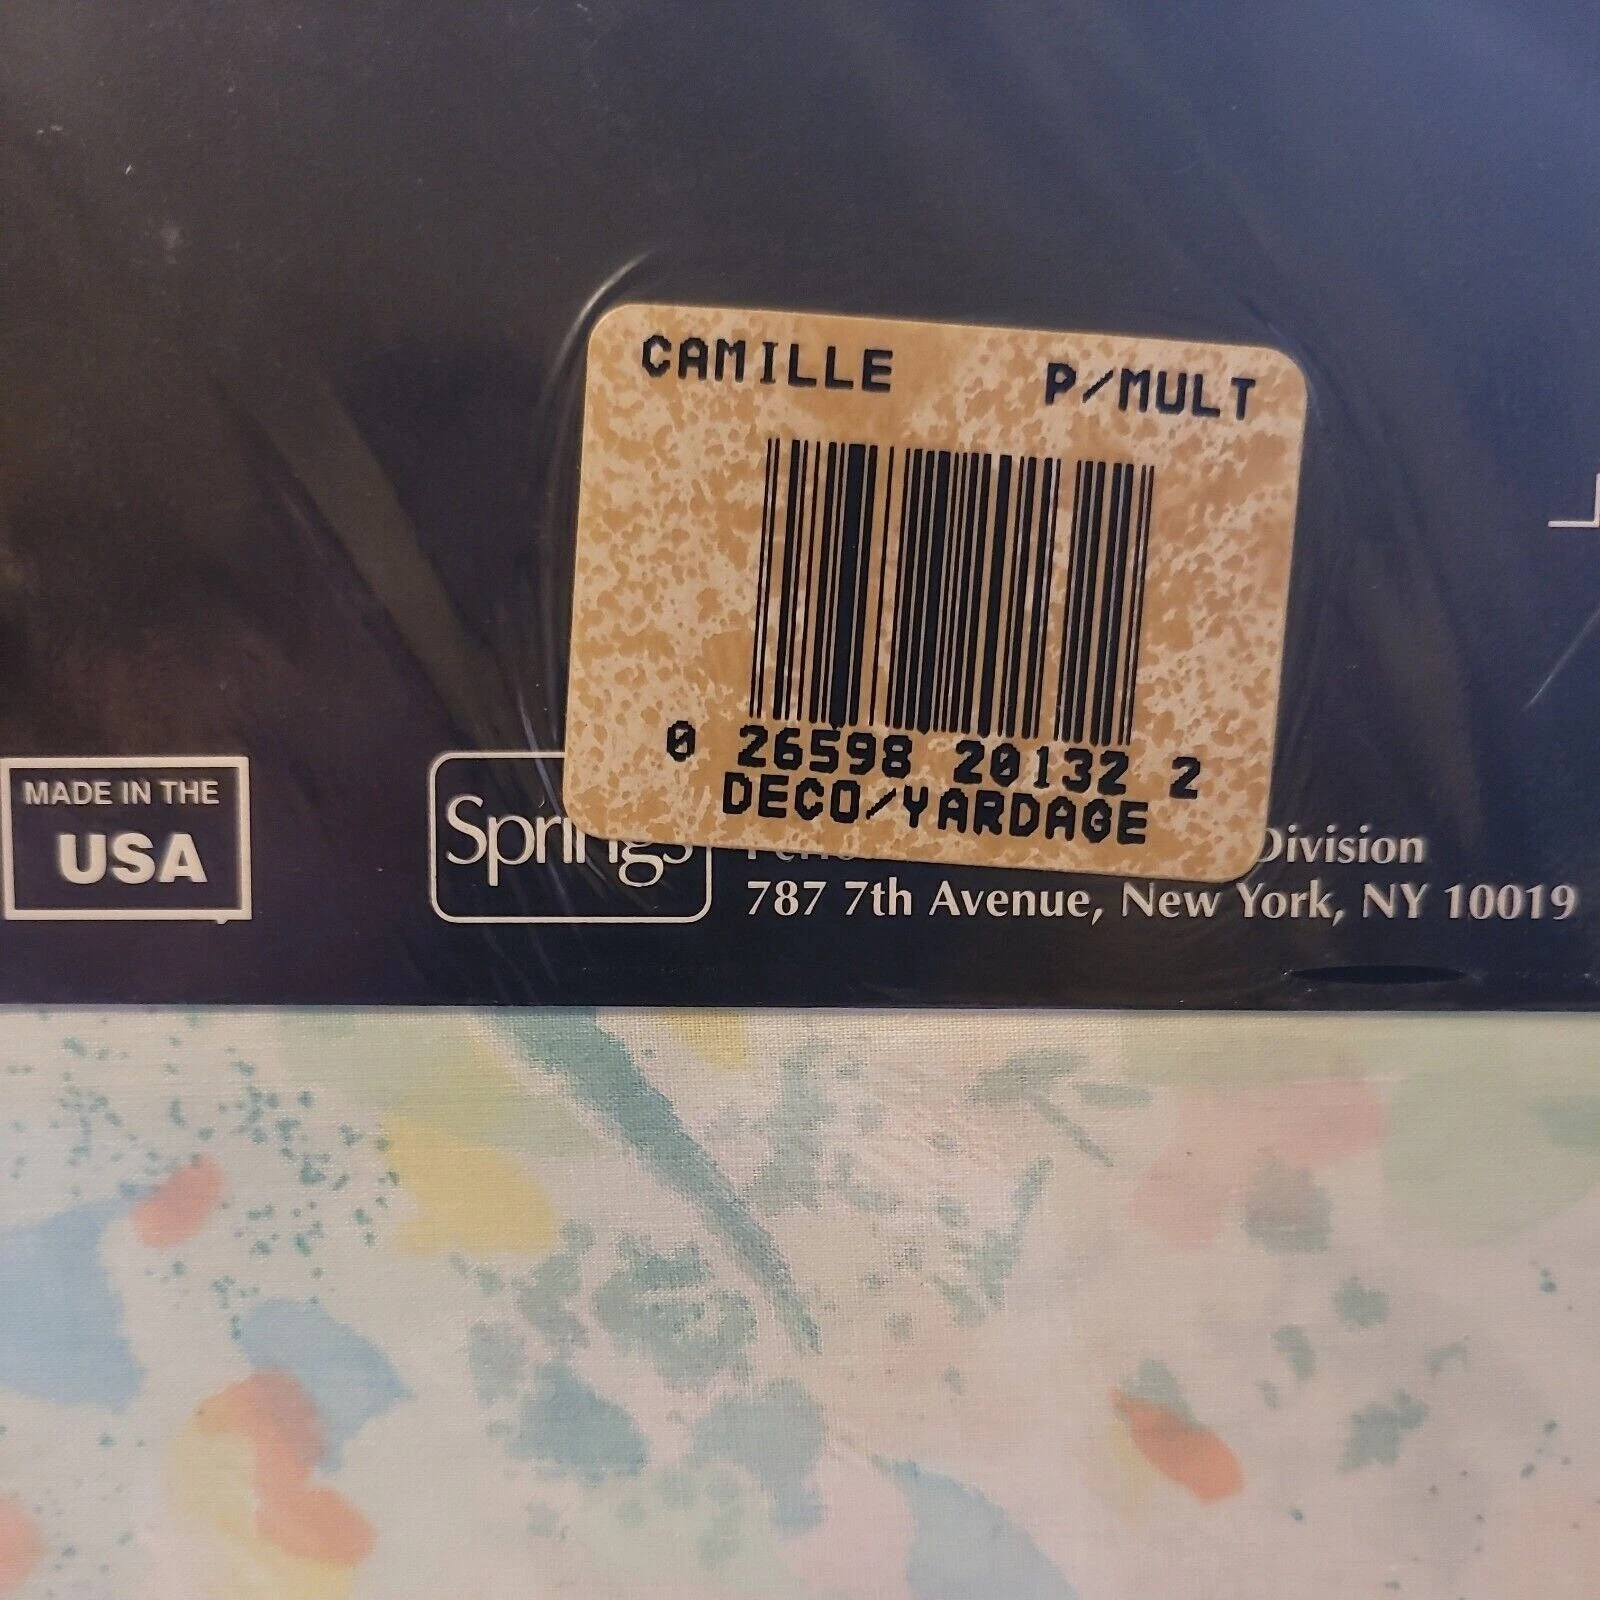 CAMILLE P/MULT
0 26598 20132 2
DECO/YARDAGE
MADE IN THE
USA
Springs
Division
787 7th Avenue, New York, NY 10019